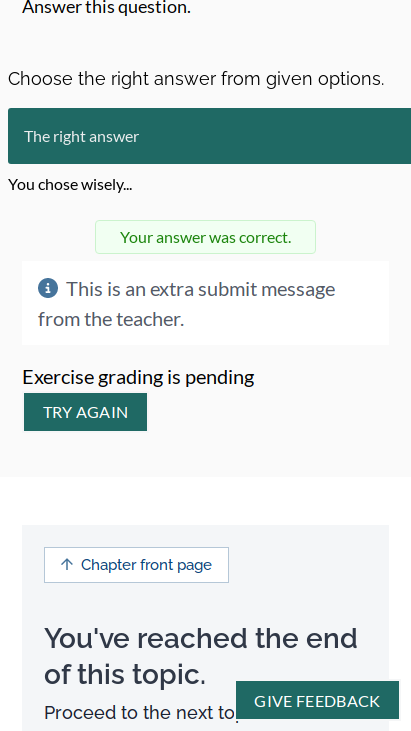 Answer this question.
Choose the right answer from given options.
The right answer
You chose wisely...
Your answer was correct.
This is an extra submit message
from the teacher.
Exercise grading is pending
TRY AGAIN
Chapter front page
You've reached the end
of this topic.
Proceed to the next
GIVE FEEDBACK